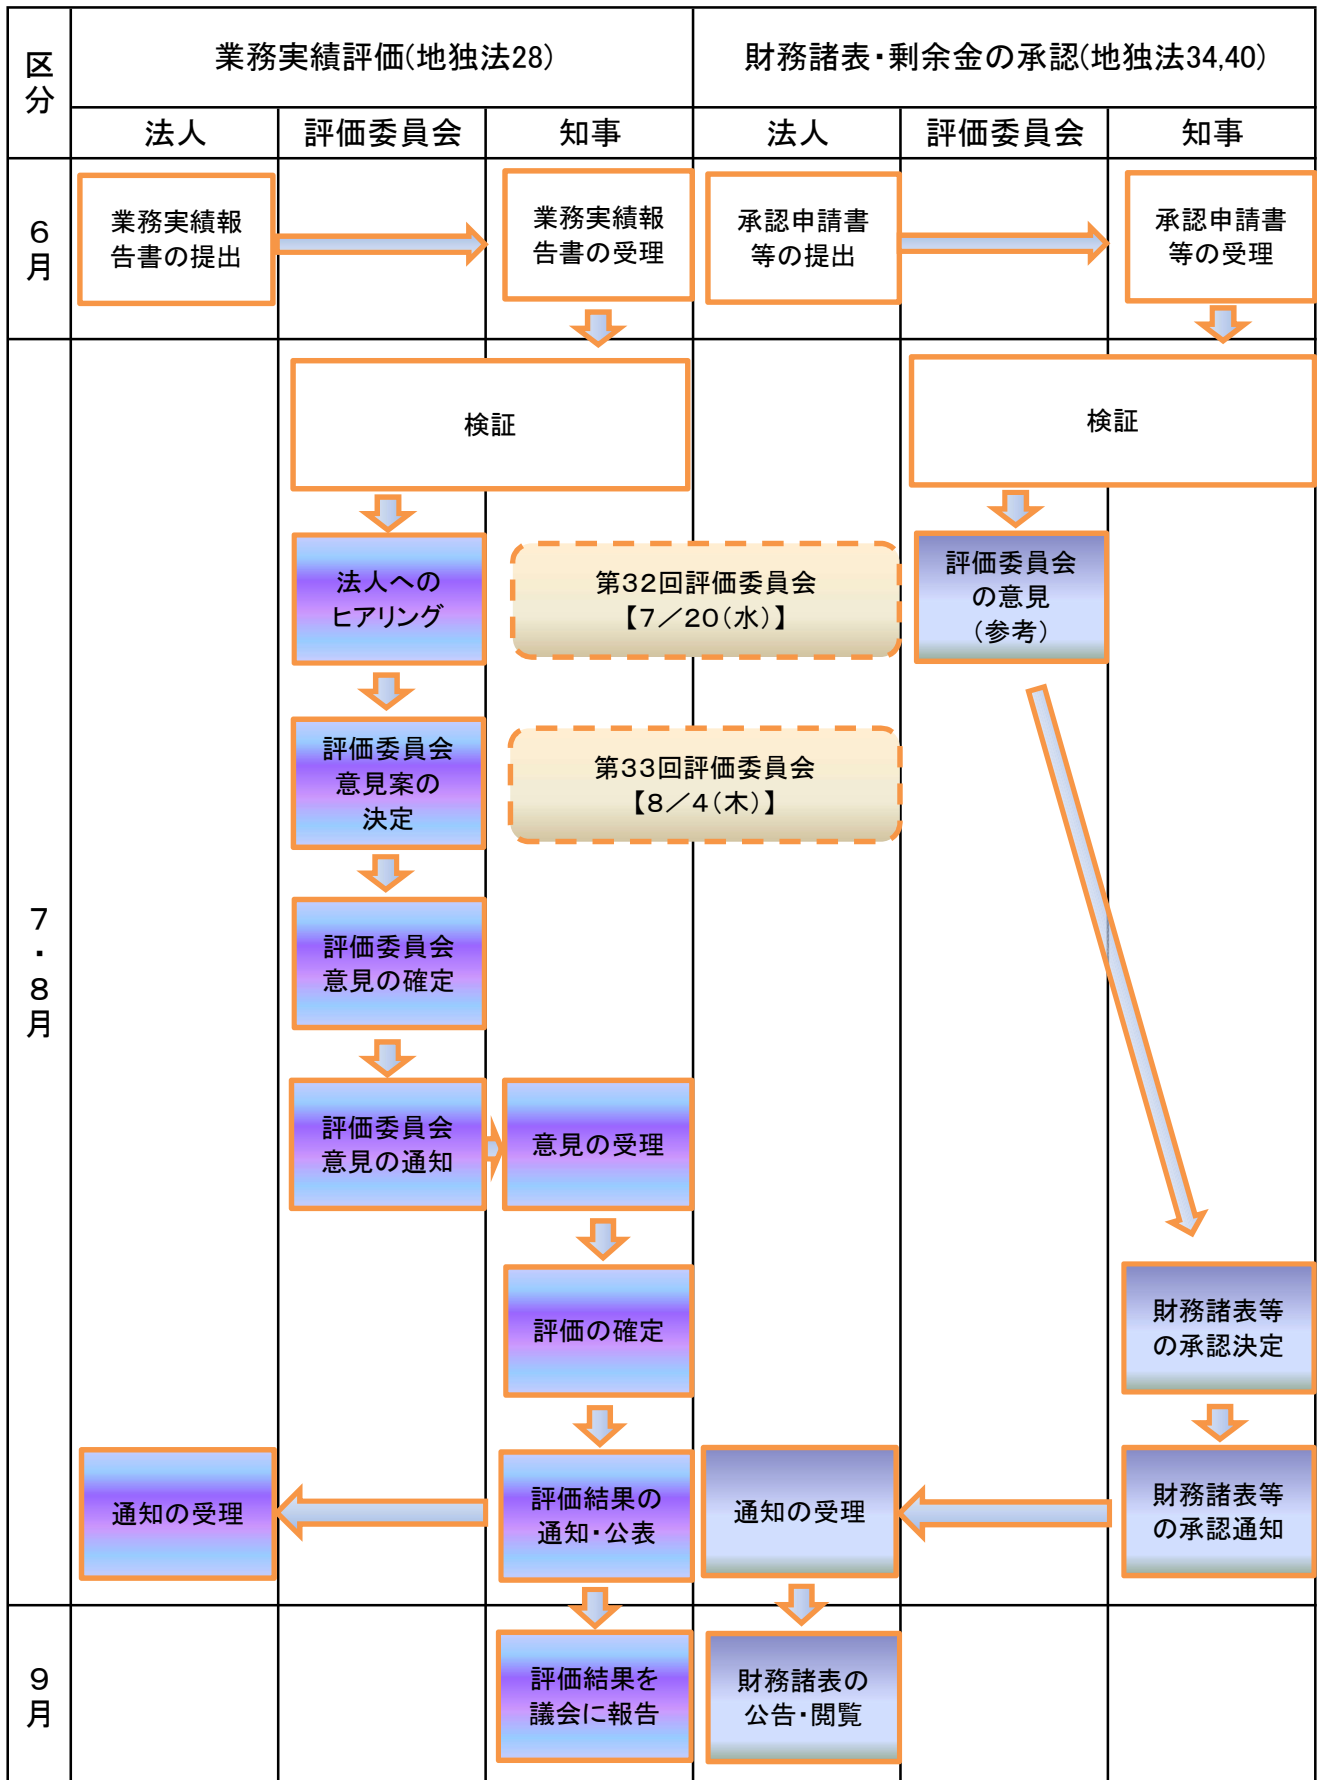 区
分
業務実績評価(地独法28)
財務諸表・剰余金の承認(地独法34,40)
法人
評価委員会
知事
法人
評価委員会
知事
6
月
業務実績報
告書の提出
業務実績報
告書の受理
承認申請書
等の提出
承認申請書
等の受理
7
・
8
月
検証
検証
法人への
ヒアリング
第32回評価委員会
【7／20(水)】
評価委員会
の意見
(参考)
評価委員会
意見案の
決定
第33回評価委員会
【8／4(木)】
評価委員会
意見の確定
評価委員会
意見の通知
意見の受理
評価の確定
財務諸表等
の承認決定
通知の受理
評価結果の
通知・公表
通知の受理
財務諸表等
の承認通知
9
月
評価結果を
議会に報告
財務諸表の
公告・閲覧